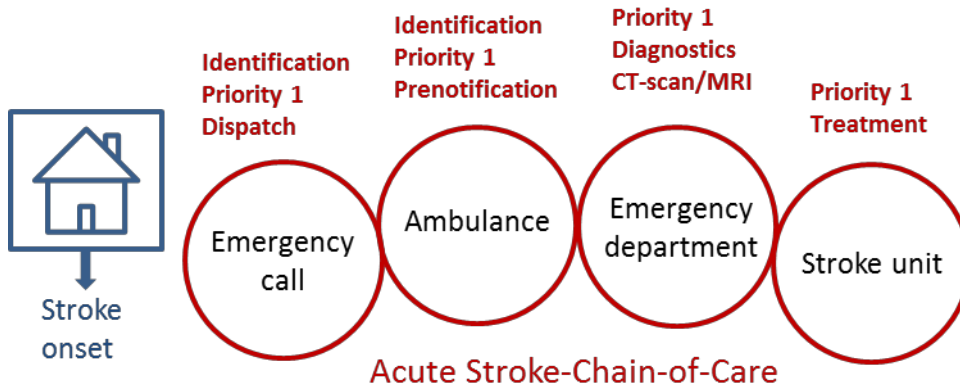 Identification
Priority 1
Dispatch
Identification
Priority 1
Prenotification
Priority 1
Diagnostics
CT-scan/MRI
Priority 1
Treatment
Emergency
call
Ambulance
Emergency
department
Stroke unit
Stroke
onset
Acute Stroke-Chain-of-Care